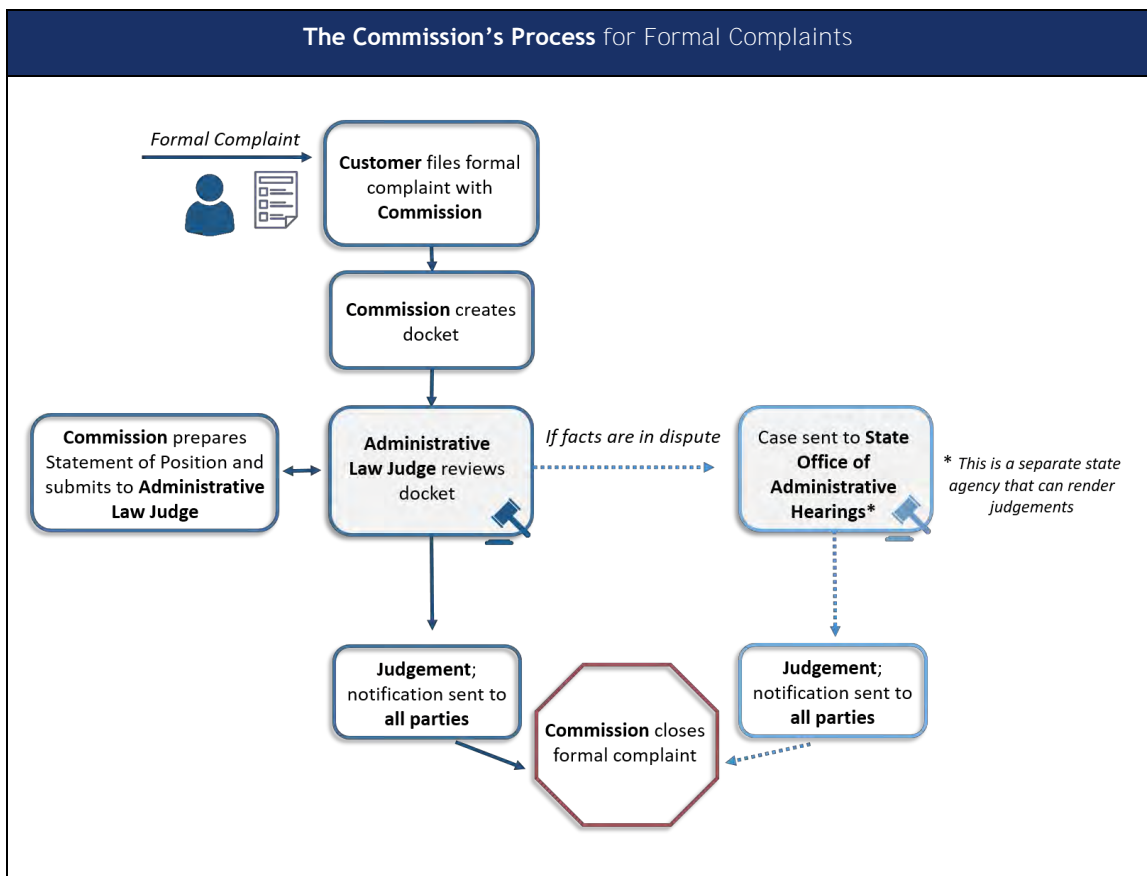 The Commission's Process for Formal Complaints
Formal Complaint
Customer files formal
complaint with
Commission
Commission creates
docket
Commission prepares
Statement of Position and
submits to Administrative
Law Judge
Administrative
Law Judge reviews
docket
If facts are in dispute
Case sent to State
Office of
Administrative
Hearings*
* This is a separate state
agency that can render
judgements
Judgement;
notification sent to
all parties
Commission closes
formal complaint
Judgement;
notification sent to
all parties